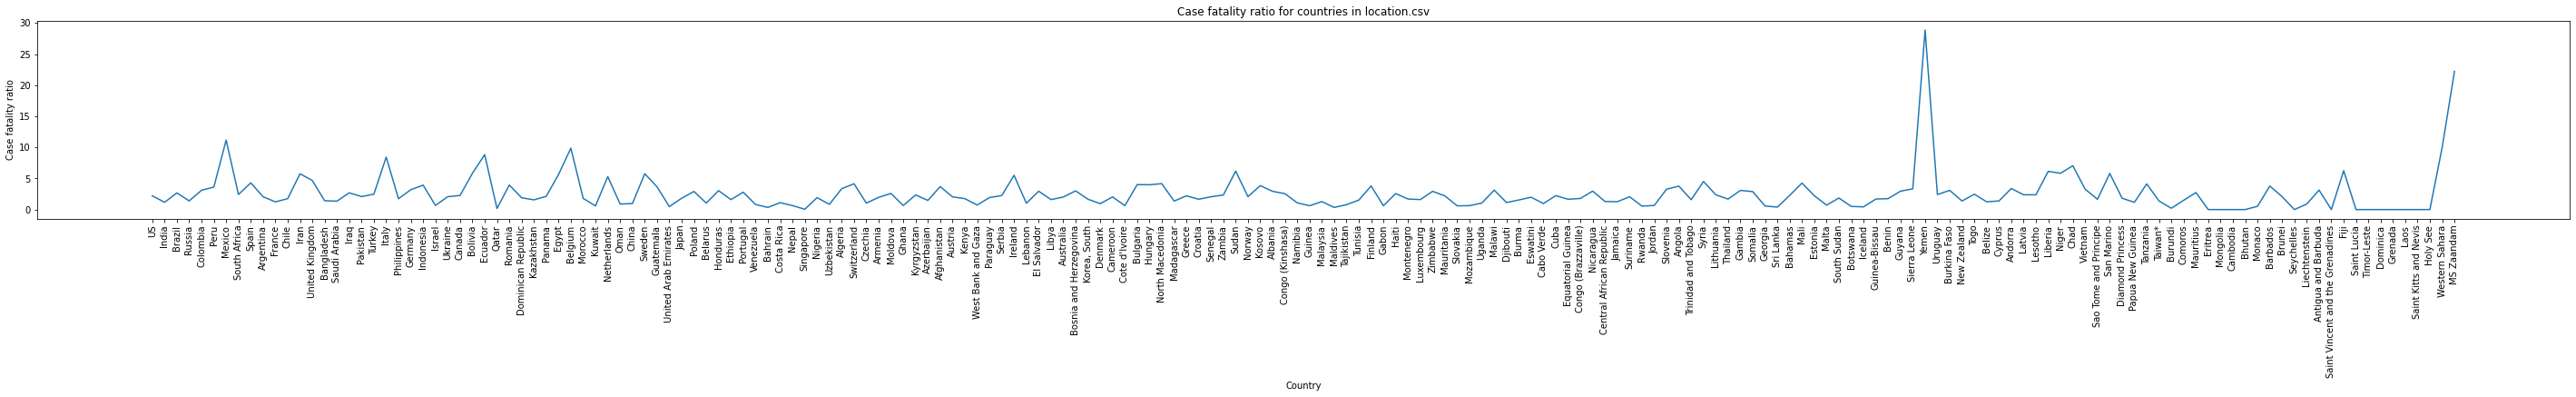 Case fatality ratio for countries in location.csv
30
25
20
15
10
5
0
Case fatality ratio
US
India
Brazil
Russia
Colombia
Peru
Mexico
South Africa
Spain
Argentina
France
Chile
Iran
United Kingdom
Bangladesh
Saudi Arabia
Iraq
Pakistan
Turkey
Italy
Philippines
Germany
Indonesia
Israel
Ukraine
Canada
Bolivia
Ecuador
Qatar
Romania
Dominican Republic
Kazakhstan
Panama
Egypt
Belgium
Morocco
Kuwait
Netherlands
Oman
China
Sweden
Guatemala
United Arab Emirates
Japan
Poland
Belarus
Honduras
Ethiopia
Portugal
Venezuela
Bahrain
Costa Rica
Nepal
Singapore
Nigeria
Uzbekistan
Algeria
Switzerland
Czechia
Armenia
Moldova
Ghana
Kyrgyzstan
Azerbaijan
Afghanistan
Austria
Kenya
West Bank and Gaza
Paraguay
Serbia
Ireland
Lebanon
El Salvador
Libya
Australia
Bosnia and Herzegovina
Korea, South
Denmark
Cameroon
Cote d'Ivoire
Bulgaria
Hungary
North Macedonia
Madagascar
Greece
Croatia
Senegal
Zambia
Sudan
Norway
Kosovo
Albania
Congo (Kinshasa)
Namibia
Guinea
Malaysia
Maldives
Tajikistan
Tunisia
Finland
Gabon
Haiti
Montenegro
Luxembourg
Zimbabwe
Mauritania
Slovakia
Mozambique
Uganda
Malawi
Djibouti
Burma
Eswatini
Cabo Verde
Cuba
Equatorial Guinea
Congo (Brazzaville)
Nicaragua
Central African Republic
Jamaica
Suriname
Rwanda
Jordan
Slovenia
Angola
Trinidad and Tobago
Syria
Lithuania
Thailand
Gambia
Somalia
Georgia
Sri Lanka
Bahamas
Mali
Estonia
Malta
South Sudan
Botswana
Iceland
Guinea-Bissau
Benin
Guyana
Sierra Leone
Yemen
Uruguay
Burkina Faso
New Zealand
Togo
Belize
Cyprus
Andorra
Latvia
Lesotho
Liberia
Niger
Chad
Vietnam
Sao Tome and Principe
San Marino
Diamond Princess
Papua New Guinea
Tanzania
Taiwan*
Burundi
Comoros
Mauritius
Eritrea
Mongolia
Cambodia
Bhutan
Monaco
Barbados
Brunei
Seychelles
Liechtenstein
Antigua and Barbuda
Saint Vincent and the Grenadines
Fiji
Saint Lucia
Timor-Leste
Dominica
Grenada
Laos
Saint Kitts and Nevis
Holy See
Western Sahara
MS Zaandam
Country